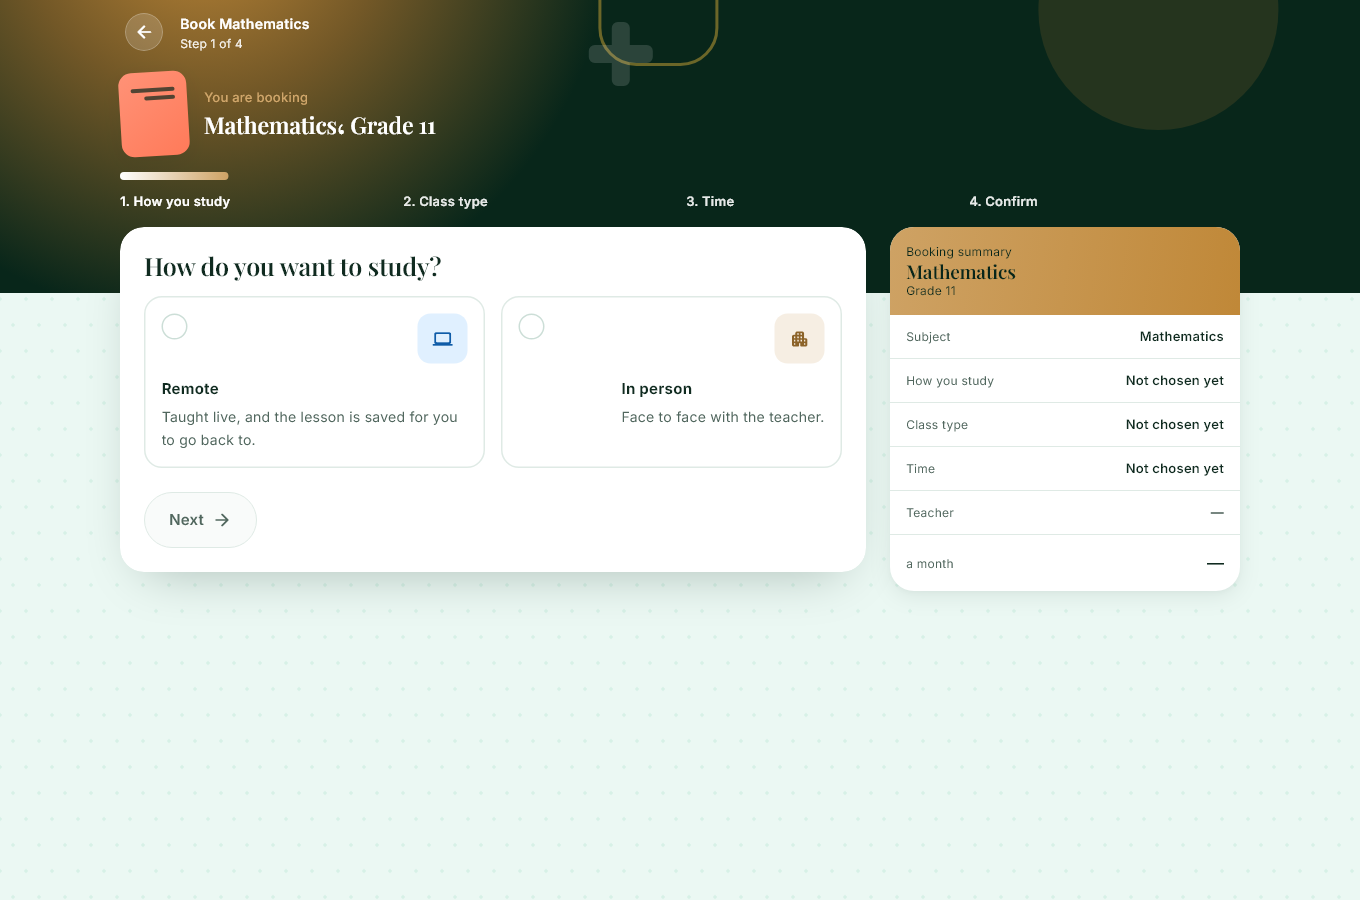 Book Mathematics
Step 1 of 4
You are booking
Mathematics، Grade 11
1. How you study
2. Class type
3. Time
4. Confirm
How do you want to study?
Remote
Taught live, and the lesson is saved for you
to go back to.
In person
Face to face with the teacher.
Next
Booking summary
Mathematics
Grade 11
Subject Mathematics
How you study Not chosen yet
Class type Not chosen yet
Time Not chosen yet
Teacher —
a month —